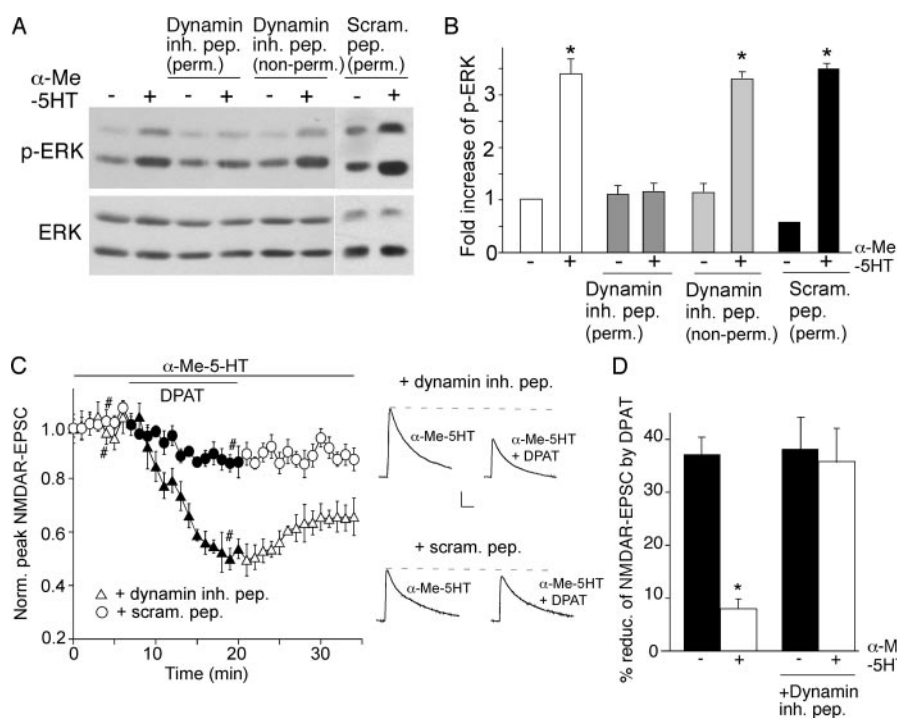 A
Dynamin inh. pep. (perm.)
Dynamin inh. pep. (non-perm.)
Scram. pep. (perm.)
α-Me -5HT
- + - + - + - +
p-ERK
ERK
B
Fold increase of p-ERK
3
2
1
0
* * *
- + - + - + - +
α-Me -5HT
Dynamin inh. pep. (perm.)
Dynamin inh. pep. (non-perm.)
Scram. pep. (perm.)
C
α-Me-5-HT
DPAT
Norm. peak NMDAR-EPSC
1.0
0.8
0.6
0.4
0.2
# # # #
+ dynamin inh. pep.
+ scram. pep.
0 10 20 30
Time (min)
+ dynamin inh. pep.
α-Me-5HT
α-Me-5HT + DPAT
+ scram. pep.
α-Me-5HT
α-Me-5HT + DPAT
D
% reduc. of NMDAR-EPSC by DPAT
40
30
20
10
0
*
- + - +
α-M
-5HT
+Dynamin inh. pep.